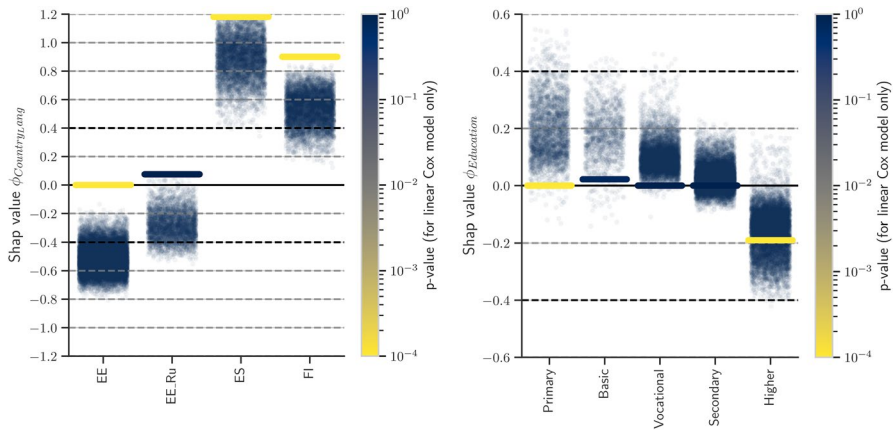 Shap value ϕ_{Country_Lang}
1.2
1.0
0.8
0.6
0.4
0.2
0.0
−0.2
−0.4
−0.6
−0.8
−1.0
−1.2
EE
EE_Ru
ES
FI
10^0
10^{−1}
10^{−2}
10^{−3}
10^{−4}
p-value (for linear Cox model only)
Shap value ϕ_{Education}
0.6
0.4
0.2
0.0
−0.2
−0.4
−0.6
Primary
Basic
Vocational
Secondary
Higher
10^0
10^{−1}
10^{−2}
10^{−3}
10^{−4}
p-value (for linear Cox model only)